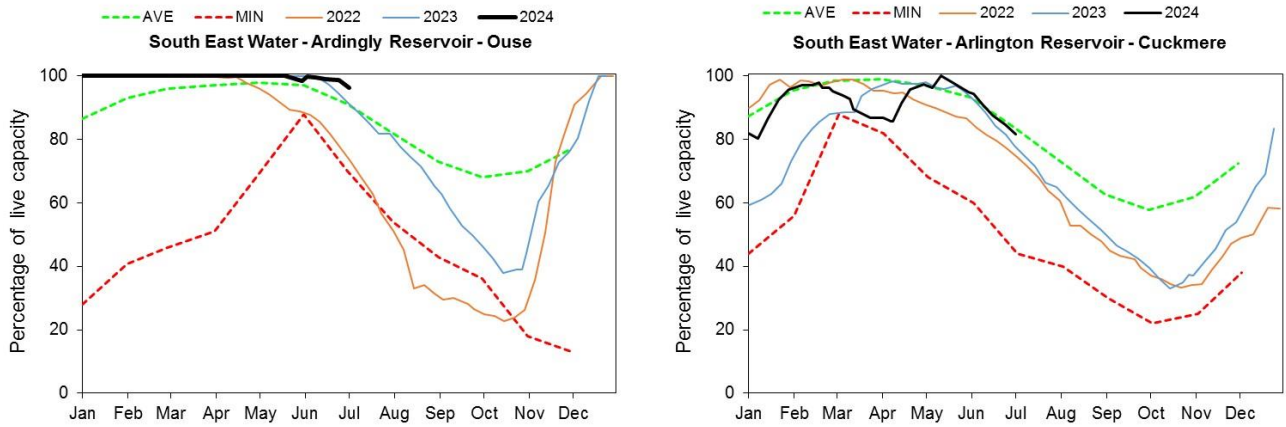 AVE MIN 2022 2023 2024
South East Water - Ardingly Reservoir - Ouse
Percentage of live capacity
100
80
60
40
20
0
Jan Feb Mar Apr May Jun Jul Aug Sep Oct Nov Dec
AVE MIN 2022 2023 2024
South East Water - Arlington Reservoir - Cuckmere
Percentage of live capacity
100
80
60
40
20
0
Jan Feb Mar Apr May Jun Jul Aug Sep Oct Nov Dec